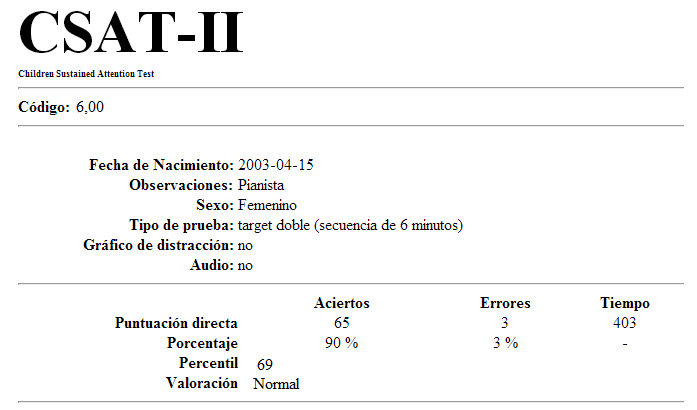 CSAT-II
Children Sustained Attention Test
Código: 6,00
Fecha de Nacimiento: 2003-04-15
Observaciones: Pianista
Sexo: Femenino
Tipo de prueba: target doble (secuencia de 6 minutos)
Gráfico de distracción: no
Audio: no
Aciertos Errores Tiempo
Puntuación directa 65 3 403
Porcentaje 90 % 3 % -
Percentil 69
Valoración Normal